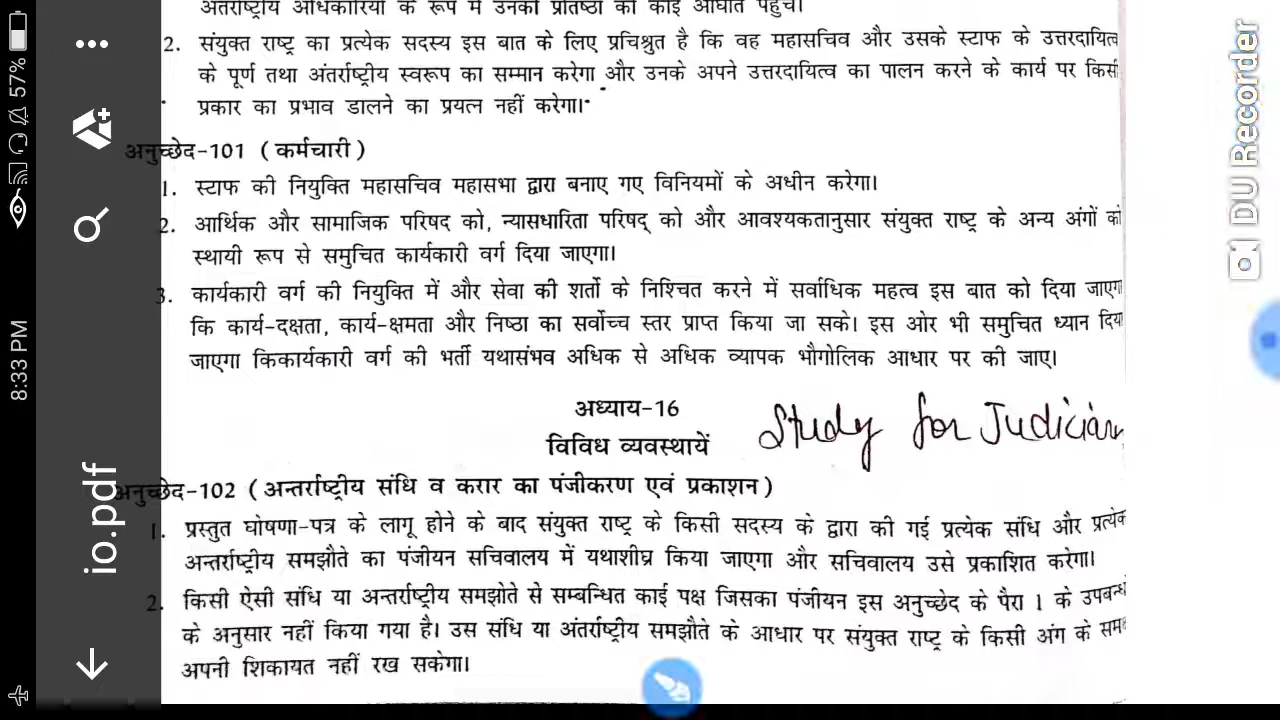 अंतर्राष्ट्रीय अधिकारियों के रूप में उनकी प्रतिष्ठा को कोई आघात पहुंचे।
2. संयुक्त राष्ट्र का प्रत्येक सदस्य इस बात के लिए प्रचिश्रुत है कि वह महासचिव और उसके स्टाफ के उत्तरदायित्व
के पूर्ण तथा अंतर्राष्ट्रीय स्वरूप का सम्मान करेगा और उनके अपने उत्तरदायित्व का पालन करने के कार्य पर किसी
प्रकार का प्रभाव डालने का प्रयत्न नहीं करेगा।
अनुच्छेद-101 (कर्मचारी)
1. स्टाफ की नियुक्ति महासचिव महासभा द्वारा बनाए गए विनियमों के अधीन करेगा।
2. आर्थिक और सामाजिक परिषद को, न्यासधारिता परिषद् को और आवश्यकतानुसार संयुक्त राष्ट्र के अन्य अंगों को
स्थायी रूप से समुचित कार्यकारी वर्ग दिया जाएगा।
3. कार्यकारी वर्ग की नियुक्ति में और सेवा की शर्तो के निश्चित करने में सर्वाधिक महत्व इस बात को दिया जाएगा
कि कार्य-दक्षता, कार्य-क्षमता और निष्ठा का सर्वोच्च स्तर प्राप्त किया जा सके। इस ओर भी समुचित ध्यान दिया
जाएगा किकार्यकारी वर्ग की भर्ती यथासंभव अधिक से अधिक व्यापक भौगोलिक आधार पर की जाए।
अध्याय-16
विविध व्यवस्थायें
Study for Judiciary
अनुच्छेद-102 (अन्तर्राष्ट्रीय संधि व करार का पंजीकरण एवं प्रकाशन)
1. प्रस्तुत घोषणा-पत्र के लागू होने के बाद संयुक्त राष्ट्र के किसी सदस्य के द्वारा की गई प्रत्येक संधि और प्रत्येक
अन्तर्राष्ट्रीय समझौते का पंजीयन सचिवालय में यथाशीघ्र किया जाएगा और सचिवालय उसे प्रकाशित करेगा।
2. किसी ऐसी संधि या अन्तर्राष्ट्रीय समझोते से सम्बन्धित काई पक्ष जिसका पंजीयन इस अनुच्छेद के पैरा 1 के उपबन्ध
के अनुसार नहीं किया गया है। उस संधि या अंतर्राष्ट्रीय समझौते के आधार पर संयुक्त राष्ट्र के किसी अंग के सम
अपनी शिकायत नहीं रख सकेगा।
57%
8:33 PM
io.pdf
DU Recorder